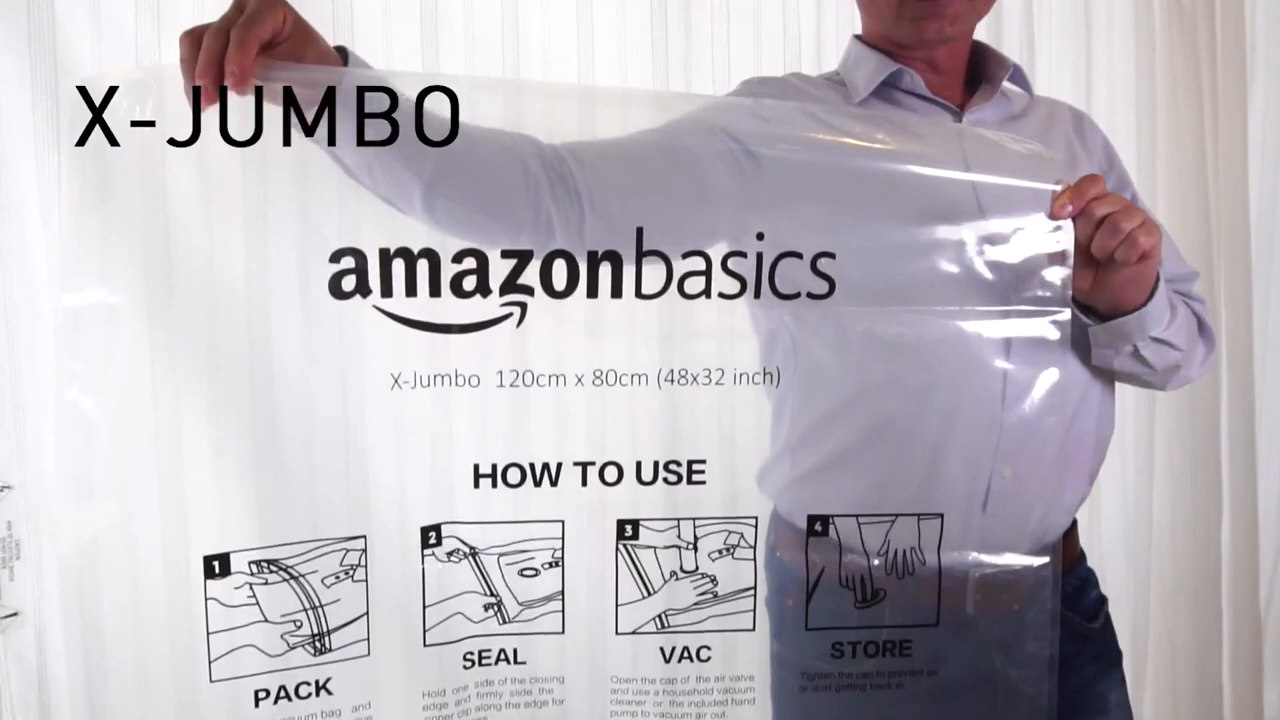 X-JUMBO
amazonbasics
X-Jumbo 120cm x 80cm (48x32 inch)
HOW TO USE
1
2
3
4
PACK
SEAL
VAC
STORE
bag and
Hold one side of the closing
edge and firmly slide the
clip along the edge for
Open the cap of the air valve
and use a household vacuum
cleaner or the included hand
pump to vacuum air out.
Tighten the cap to prevent air
or dust getting back in.